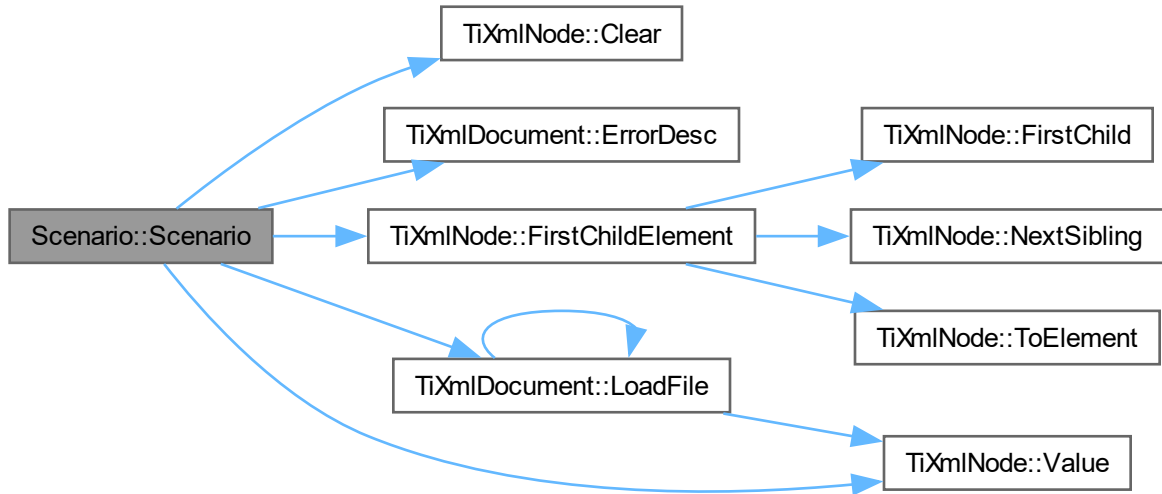 TiXmlNode::Clear
TiXmlDocument::ErrorDesc
TiXmlNode::FirstChild
Scenario::Scenario
TiXmlNode::FirstChildElement
TiXmlNode::NextSibling
TiXmlNode::ToElement
TiXmlDocument::LoadFile
TiXmlNode::Value